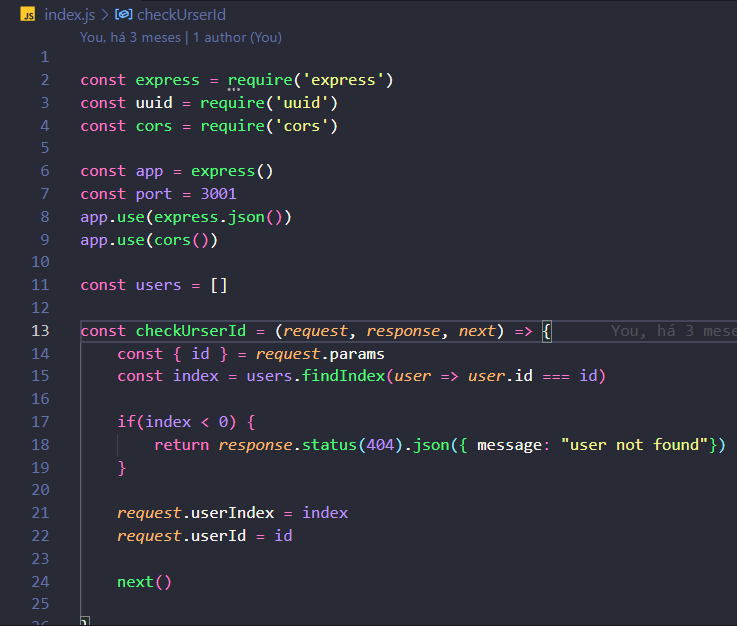 JS index.js > checkUrserId
You, há 3 meses | 1 author (You)
1
2 const express = require('express')
3 const uuid = require('uuid')
4 const cors = require('cors')
5
6 const app = express()
7 const port = 3001
8 app.use(express.json())
9 app.use(cors())
10
11 const users = []
12
13 const checkUrserId = (request, response, next) => { You, há 3 mese
14 const { id } = request.params
15 const index = users.findIndex(user => user.id === id)
16
17 if(index < 0) {
18 return response.status(404).json({ message: "user not found"})
19 }
20
21 request.userIndex = index
22 request.userId = id
23
24 next()
25
26 }